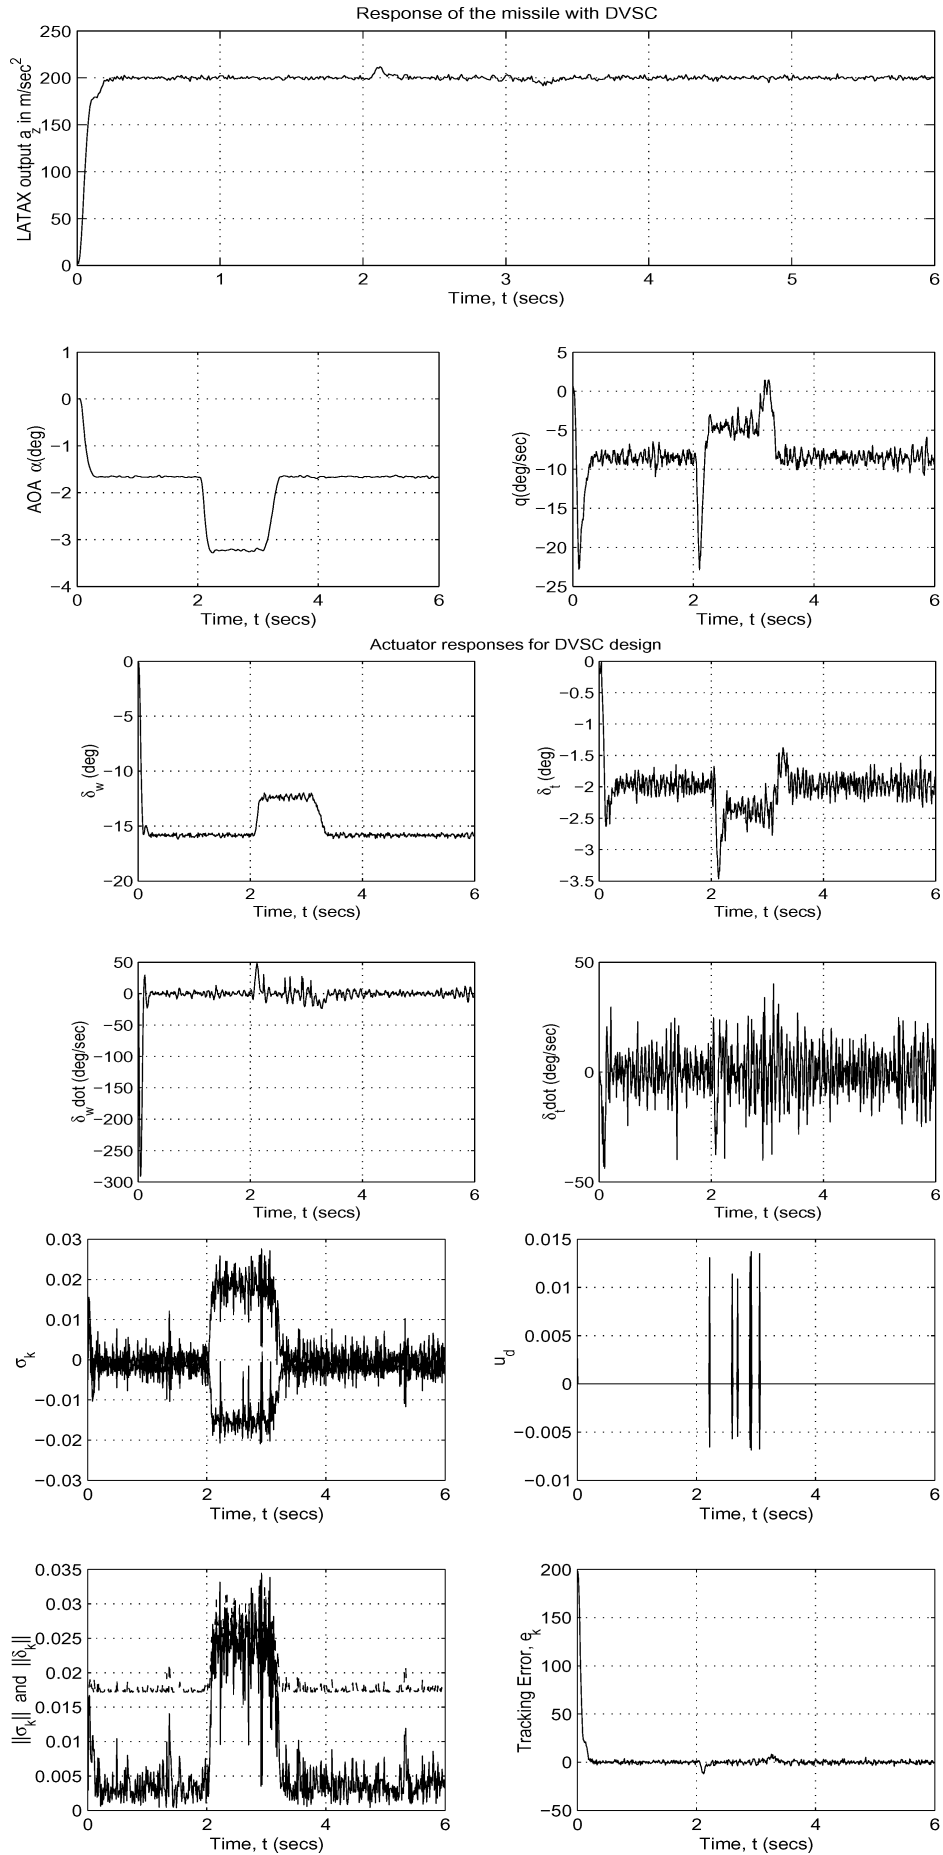 Response of the missile with DVSC
LATAX output a_z in m/sec²
250
200
150
100
50
0
0 1 2 3 4 5 6
Time, t (secs)
AOA α(deg)
1
0
−1
−2
−3
−4
0 2 4 6
Time, t (secs)
q(deg/sec)
5
0
−5
−10
−15
−20
−25
0 2 4 6
Time, t (secs)
Actuator responses for DVSC design
δ_w (deg)
0
−5
−10
−15
−20
0 2 4 6
Time, t (secs)
δ_t (deg)
0
−0.5
−1
−1.5
−2
−2.5
−3
−3.5
0 2 4 6
Time, t (secs)
δ_w dot (deg/sec)
50
0
−50
−100
−150
−200
−250
−300
0 2 4 6
Time, t (secs)
δ_t dot (deg/sec)
50
0
−50
0 2 4 6
Time, t (secs)
σ_k
0.03
0.02
0.01
0
−0.01
−0.02
−0.03
0 2 4 6
Time, t (secs)
u_d
0.015
0.01
0.005
0
−0.005
−0.01
0 2 4 6
Time, t (secs)
||σ_k|| and ||δ_k||
0.035
0.03
0.025
0.02
0.015
0.01
0.005
0
0 2 4 6
Time, t (secs)
Tracking Error, e_k
200
150
100
50
0
−50
0 2 4 6
Time, t (secs)